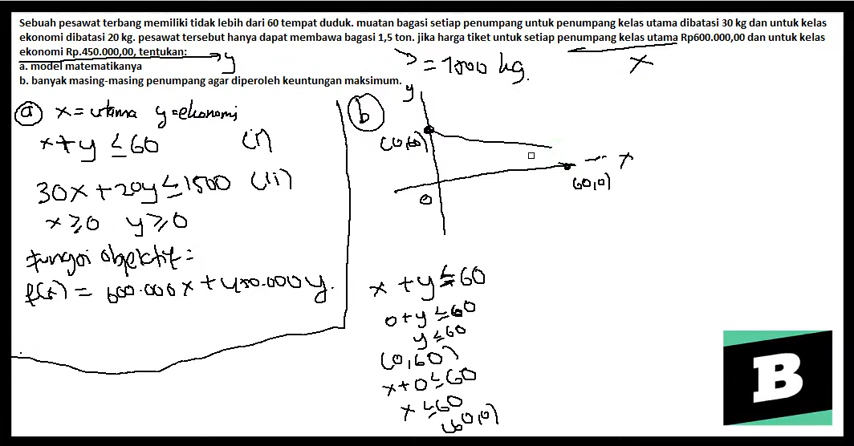 Sebuah pesawat terbang memiliki tidak lebih dari 60 tempat duduk. muatan bagasi setiap penumpang untuk penumpang kelas utama dibatasi 30 kg dan untuk kelas
ekonomi dibatasi 20 kg. pesawat tersebut hanya dapat membawa bagasi 1,5 ton. jika harga tiket untuk setiap penumpang kelas utama Rp600.000,00 dan untuk kelas
ekonomi Rp.450.000,00, tentukan:
a. model matematikanya
b. banyak masing-masing penumpang agar diperoleh keuntungan maksimum.
y
= 1500 kg.
x
a x = utama y = ekonomi
x + y ≤ 60 (i)
30x + 20y ≤ 1500 (ii)
x ≥ 0 y ≥ 0
fungsi objektif =
f(x) = 600.000x + 450.000y.
b
y
(0,60)
x
(60,0)
0
x + y ≤ 60
0 + y ≤ 60
y ≤ 60
(0,60)
x + 0 ≤ 60
x ≤ 60
(60,0)
B